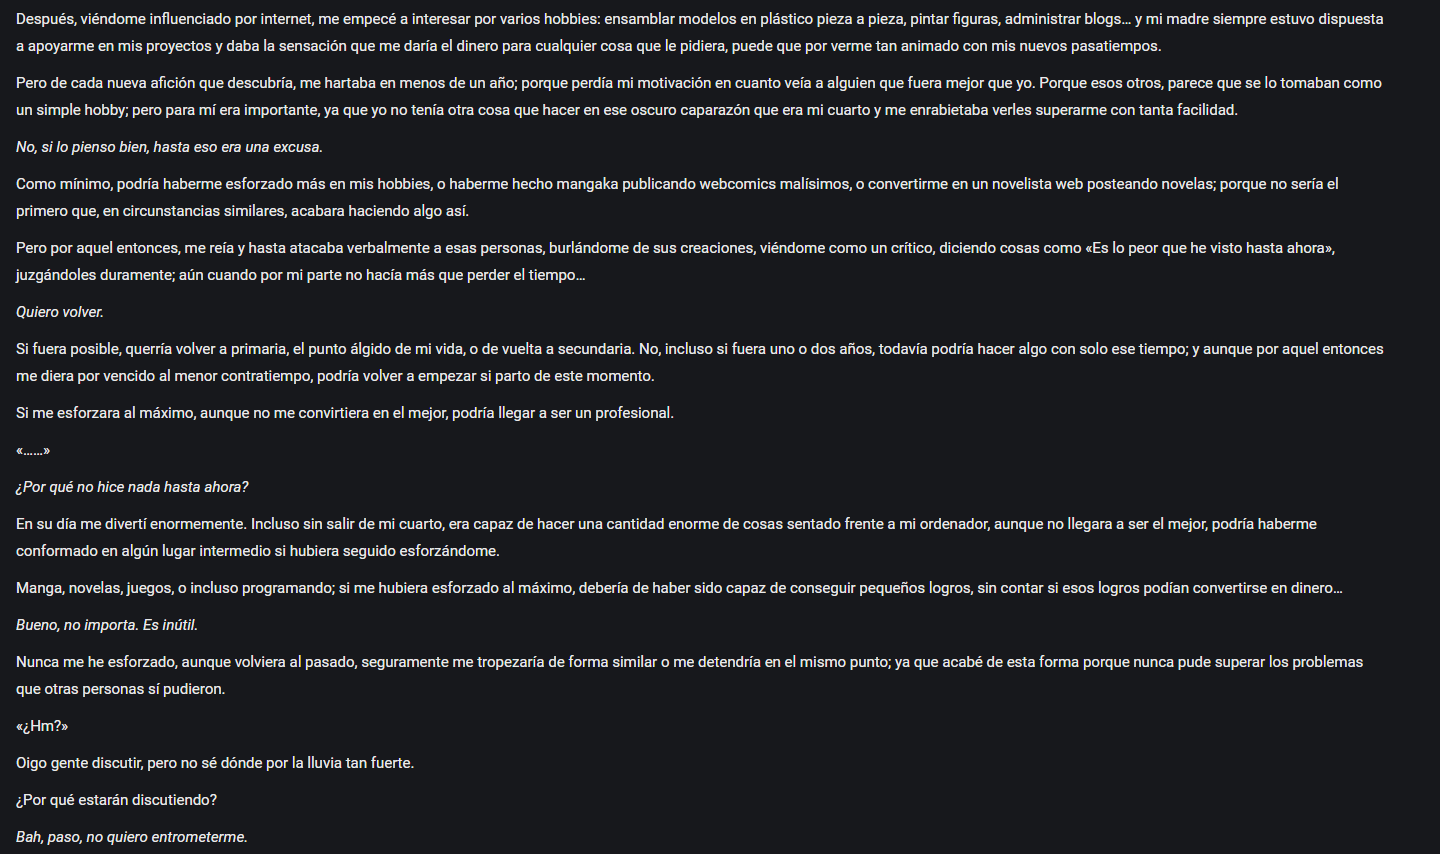 Después, viéndome influenciado por internet, me empecé a interesar por varios hobbies: ensamblar modelos en plástico pieza a pieza, pintar figuras, administrar blogs… y mi madre siempre estuvo dispuesta
a apoyarme en mis proyectos y daba la sensación que me daría el dinero para cualquier cosa que le pidiera, puede que por verme tan animado con mis nuevos pasatiempos.
Pero de cada nueva afición que descubría, me hartaba en menos de un año; porque perdía mi motivación en cuanto veía a alguien que fuera mejor que yo. Porque esos otros, parece que se lo tomaban como
un simple hobby; pero para mí era importante, ya que yo no tenía otra cosa que hacer en ese oscuro caparazón que era mi cuarto y me enrabietaba verles superarme con tanta facilidad.
No, si lo pienso bien, hasta eso era una excusa.
Como mínimo, podría haberme esforzado más en mis hobbies, o haberme hecho mangaka publicando webcomics malísimos, o convertirme en un novelista web posteando novelas; porque no sería el
primero que, en circunstancias similares, acabara haciendo algo así.
Pero por aquel entonces, me reía y hasta atacaba verbalmente a esas personas, burlándome de sus creaciones, viéndome como un crítico, diciendo cosas como «Es lo peor que he visto hasta ahora»,
juzgándoles duramente; aún cuando por mi parte no hacía más que perder el tiempo…
Quiero volver.
Si fuera posible, querría volver a primaria, el punto álgido de mi vida, o de vuelta a secundaria. No, incluso si fuera uno o dos años, todavía podría hacer algo con solo ese tiempo; y aunque por aquel entonces
me diera por vencido al menor contratiempo, podría volver a empezar si parto de este momento.
Si me esforzara al máximo, aunque no me convirtiera en el mejor, podría llegar a ser un profesional.
«……»
¿Por qué no hice nada hasta ahora?
En su día me divertí enormemente. Incluso sin salir de mi cuarto, era capaz de hacer una cantidad enorme de cosas sentado frente a mi ordenador, aunque no llegara a ser el mejor, podría haberme
conformado en algún lugar intermedio si hubiera seguido esforzándome.
Manga, novelas, juegos, o incluso programando; si me hubiera esforzado al máximo, debería de haber sido capaz de conseguir pequeños logros, sin contar si esos logros podían convertirse en dinero…
Bueno, no importa. Es inútil.
Nunca me he esforzado, aunque volviera al pasado, seguramente me tropezaría de forma similar o me detendría en el mismo punto; ya que acabé de esta forma porque nunca pude superar los problemas
que otras personas sí pudieron.
«¿Hm?»
Oigo gente discutir, pero no sé dónde por la lluvia tan fuerte.
¿Por qué estarán discutiendo?
Bah, paso, no quiero entrometerme.